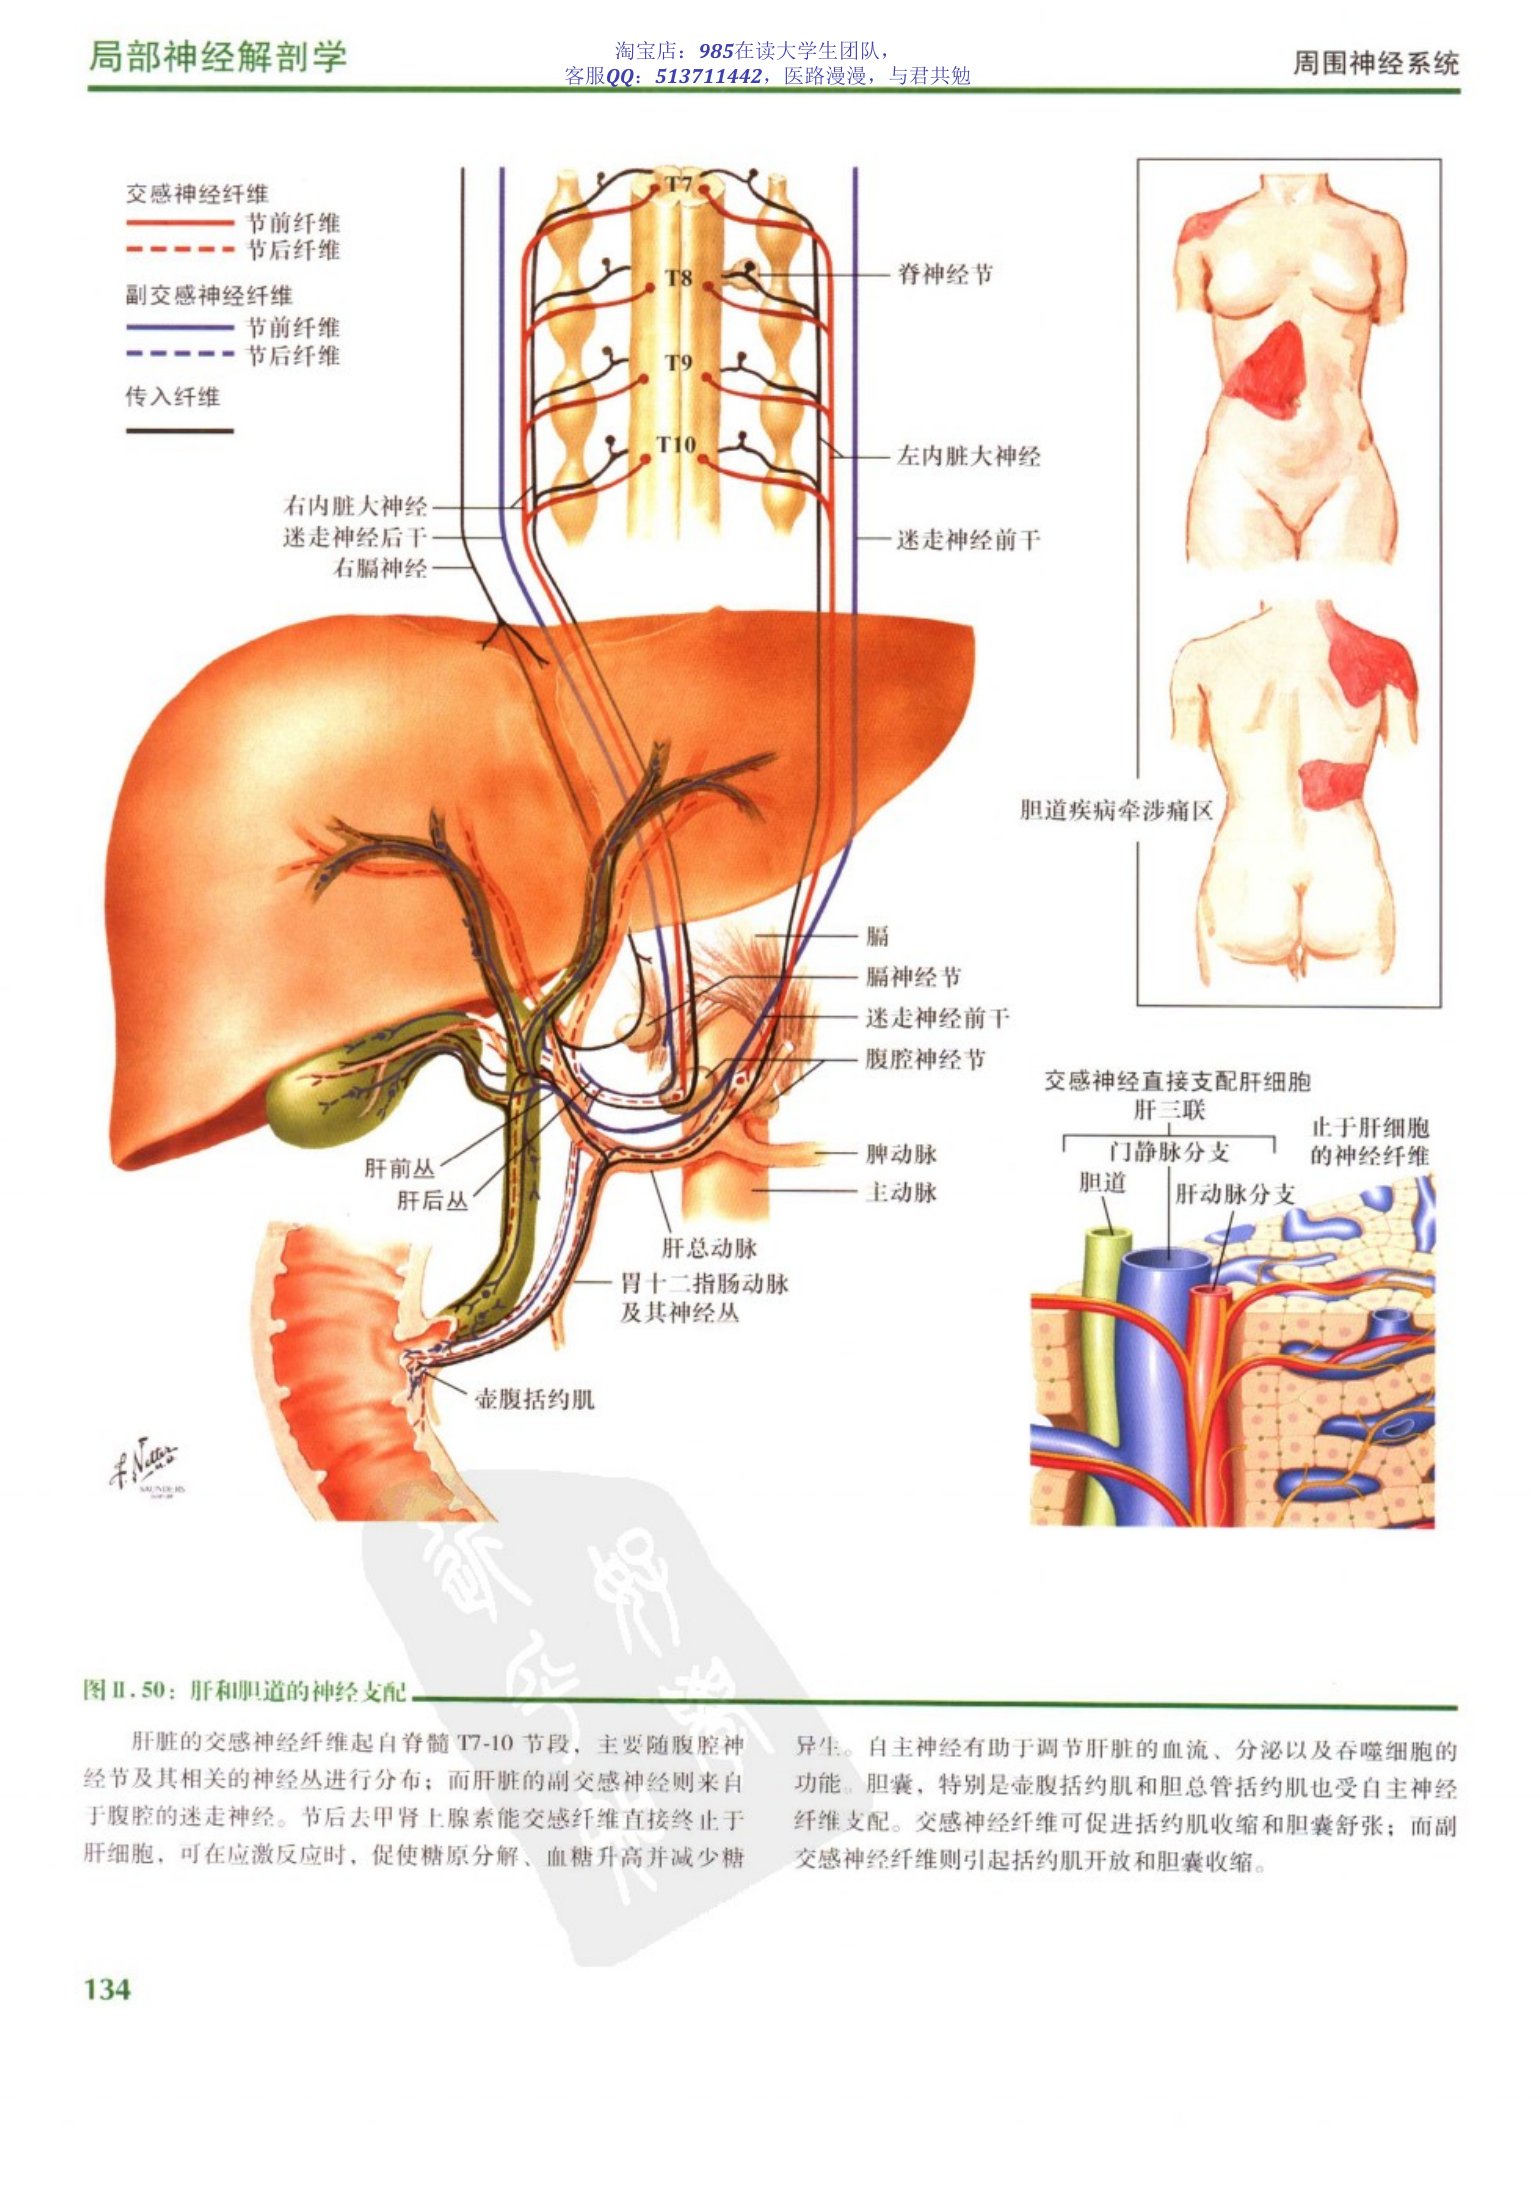 局部神经解剖学
淘宝店：985在读大学生团队，
客服QQ：513711442，医路漫漫，与君共勉
周围神经系统
交感神经纤维
节前纤维
节后纤维
副交感神经纤维
节前纤维
节后纤维
传入纤维
T7
T8
T9
T10
脊神经节
左内脏大神经
右内脏大神经
迷走神经后干
右膈神经
迷走神经前干
胆道疾病牵涉痛区
膈
膈神经节
迷走神经前干
腹腔神经节
脾动脉
主动脉
肝前丛
肝后丛
肝总动脉
胃十二指肠动脉
及其神经丛
壶腹括约肌
交感神经直接支配肝细胞
肝三联
门静脉分支
胆道
肝动脉分支
止于肝细胞
的神经纤维
F. Netter M.D.
SAUNDERS
图 II.50：肝和胆道的神经支配
肝脏的交感神经纤维起自脊髓 T7-10 节段，主要随腹腔神
经节及其相关的神经丛进行分布；而肝脏的副交感神经则来自
于腹腔的迷走神经。节后去甲肾上腺素能交感纤维直接终止于
肝细胞，可在应激反应时，促使糖原分解、血糖升高并减少糖
异生。自主神经有助于调节肝脏的血流、分泌以及吞噬细胞的
功能。胆囊，特别是壶腹括约肌和胆总管括约肌也受自主神经
纤维支配。交感神经纤维可促进括约肌收缩和胆囊舒张；而副
交感神经纤维则引起括约肌开放和胆囊收缩。
134